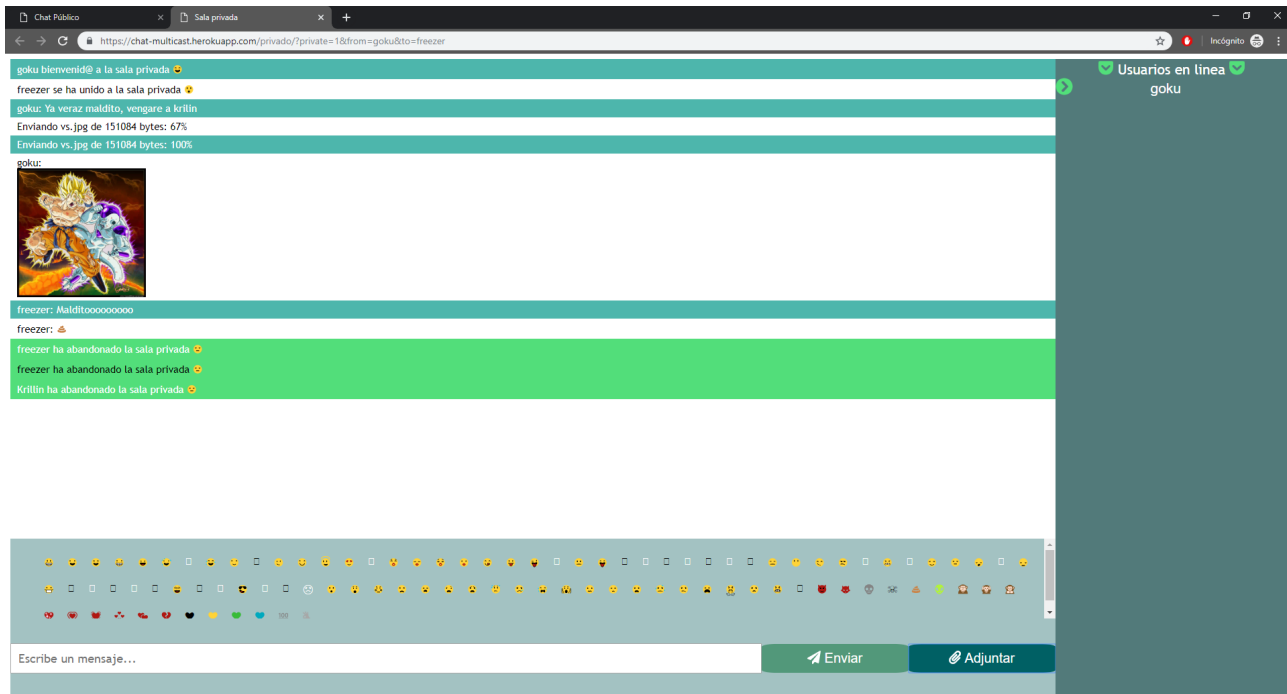 Chat Público
Sala privada
https://chat-multicast.herokuapp.com/privado/?private=1&from=goku&to=freezer
Incógnito
goku bienvenid@ a la sala privada 😄
freezer se ha unido a la sala privada 😲
goku: Ya veraz maldito, vengare a krilin
Enviando vs.jpg de 151084 bytes: 67%
Enviando vs.jpg de 151084 bytes: 100%
goku:
freezer: Malditooooooooo
freezer: 💩
freezer ha abandonado la sala privada
freezer ha abandonado la sala privada
Krillin ha abandonado la sala privada
Usuarios en linea
goku
Escribe un mensaje...
Enviar
Adjuntar